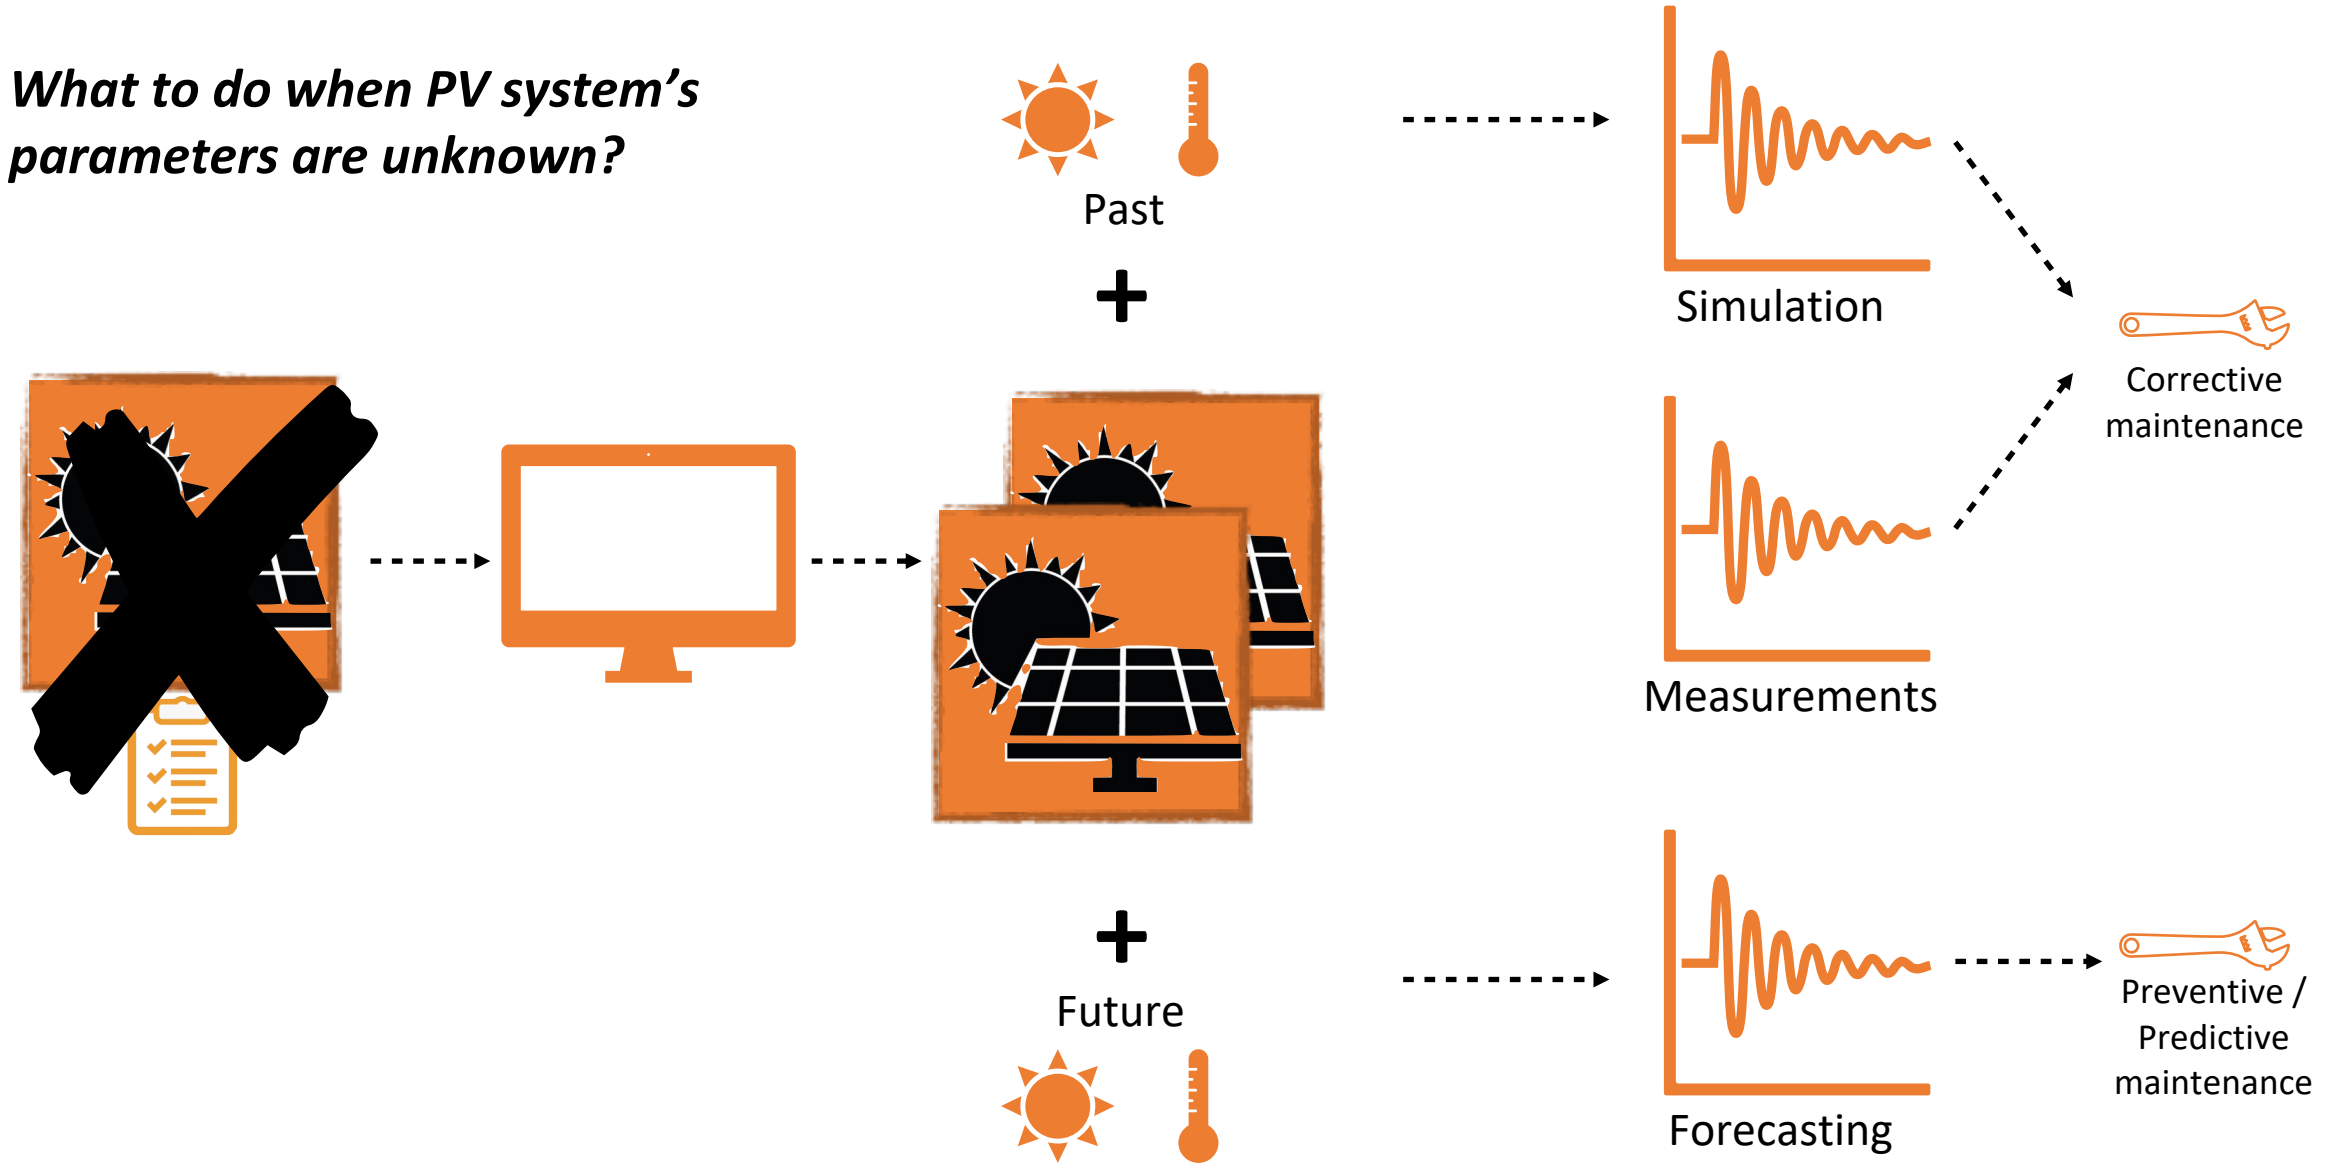 What to do when PV system’s
parameters are unknown?
Past
+
Simulation
Corrective
maintenance
Measurements
+
Future
Forecasting
Preventive /
Predictive
maintenance